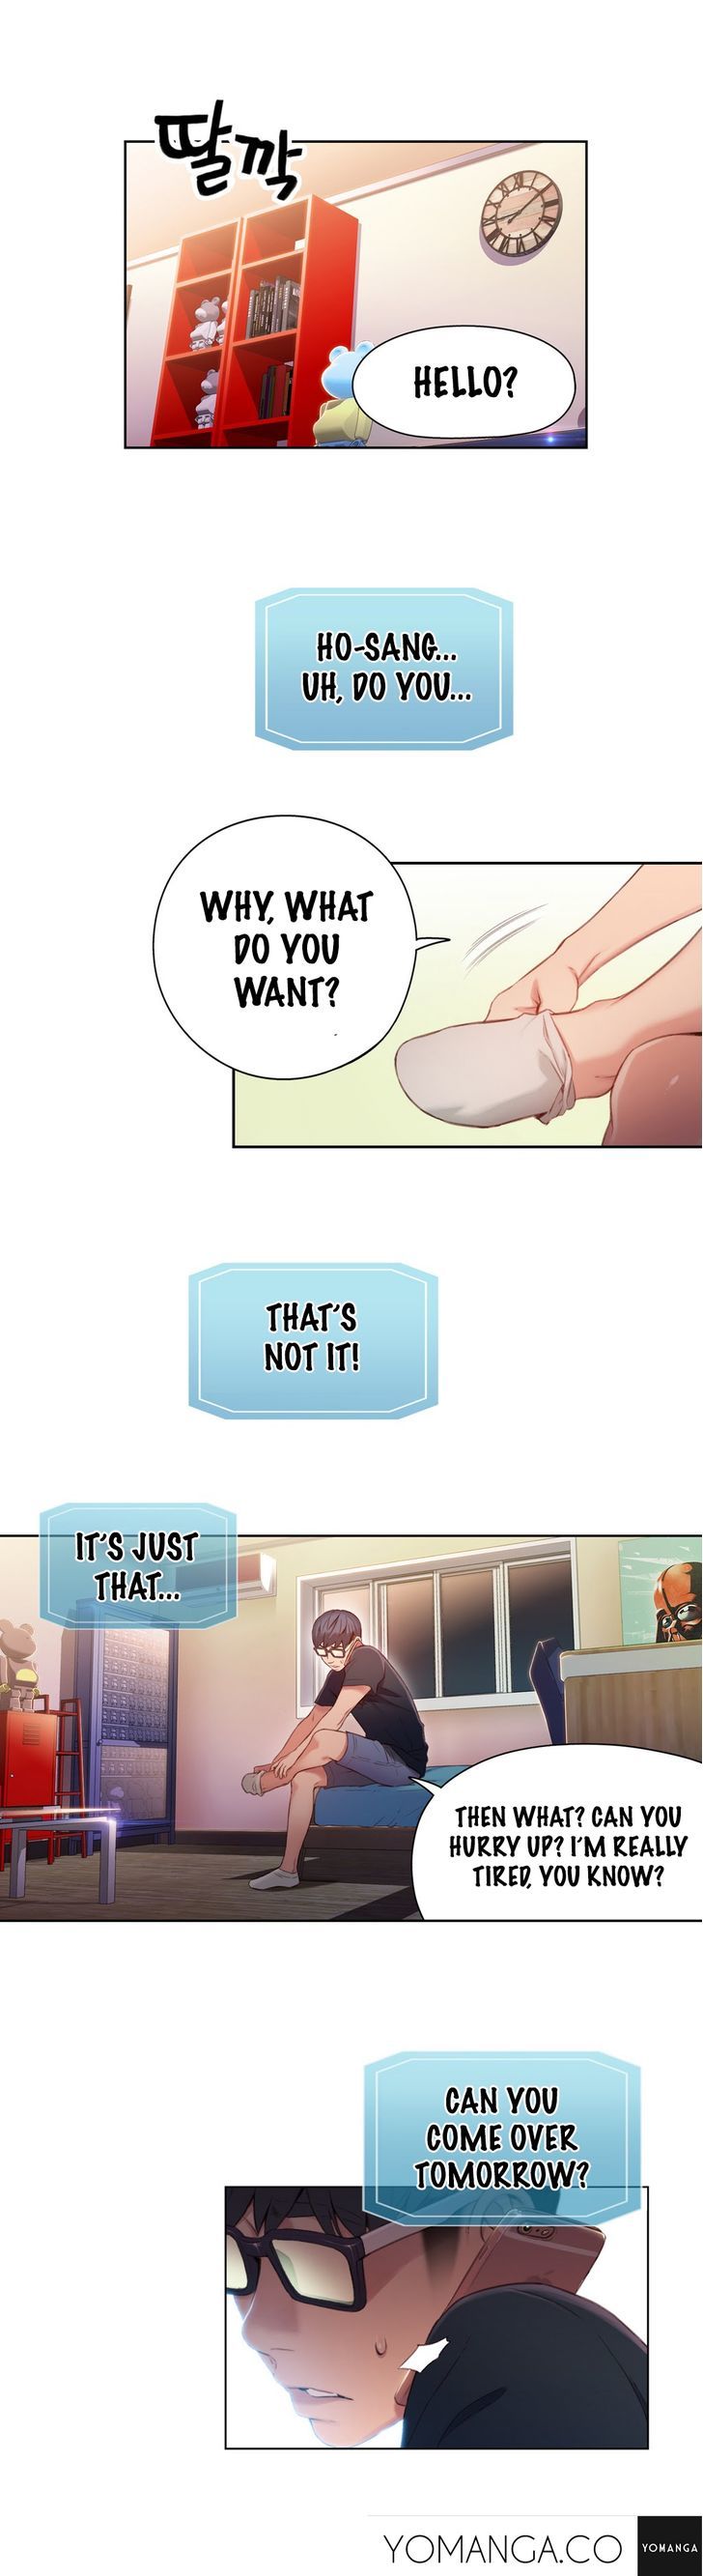 딸깍
HELLO?
HO-SANG...
UH, DO YOU...
WHY, WHAT
DO YOU
WANT?
THAT'S
NOT IT!
IT'S JUST
THAT...
THEN WHAT? CAN YOU
HURRY UP? I'M REALLY
TIRED, YOU KNOW?
CAN YOU
COME OVER
TOMORROW?
YOMANGA.CO
YOMANGA